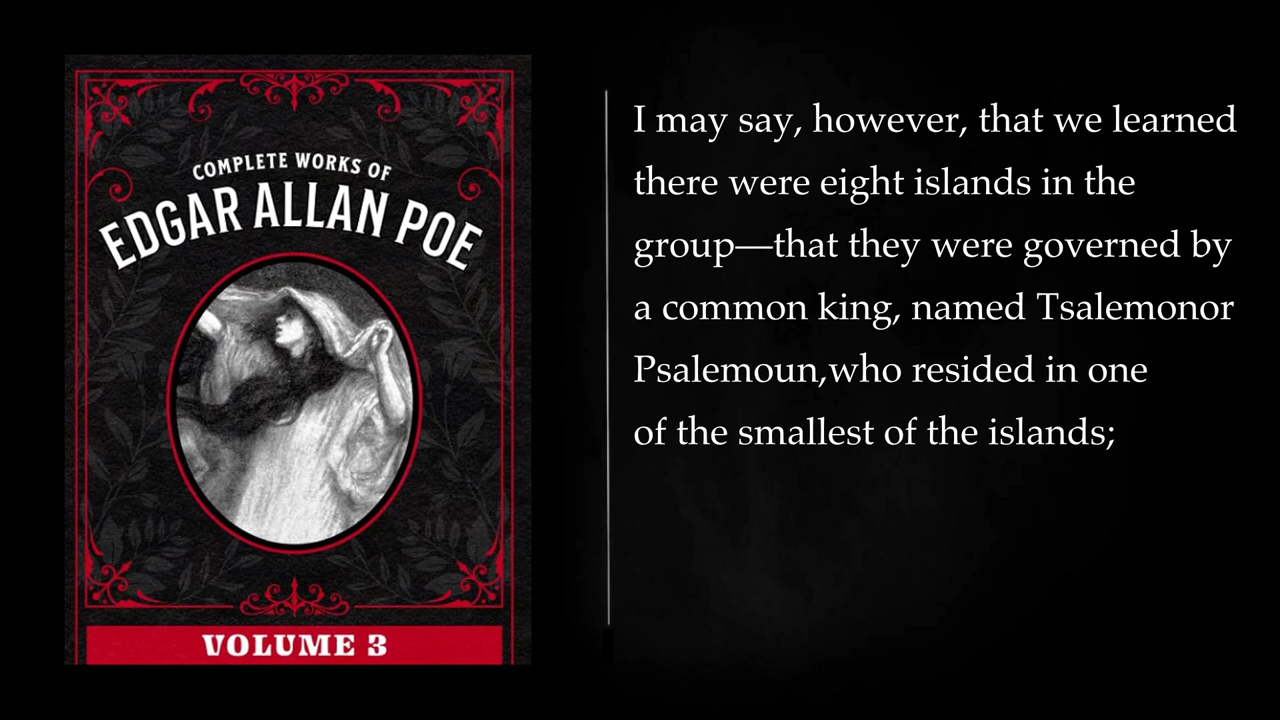 COMPLETE WORKS OF
EDGAR ALLAN POE
VOLUME 3
I may say, however, that we learned
there were eight islands in the
group—that they were governed by
a common king, named Tsalemonor
Psalemoun,who resided in one
of the smallest of the islands;